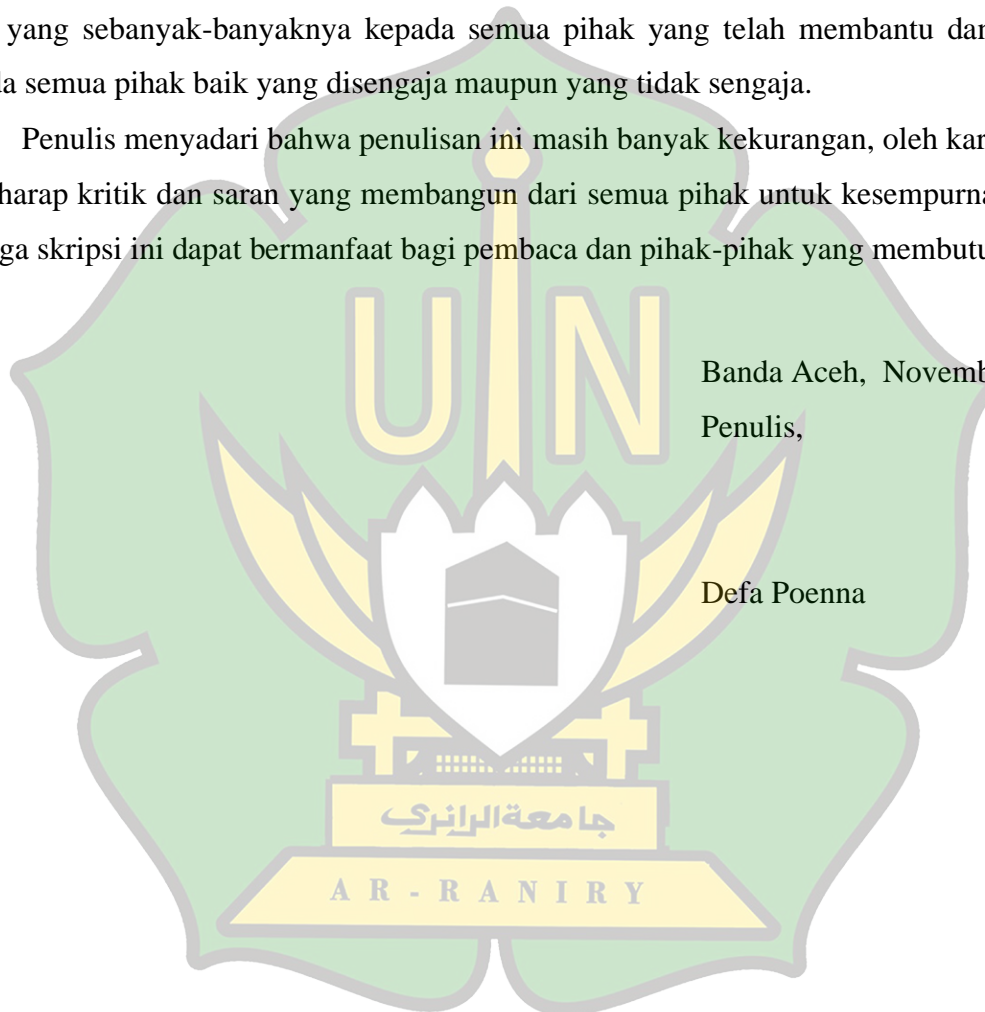 yang sebanyak-banyaknya kepada semua pihak yang telah membantu dan
semua pihak baik yang disengaja maupun yang tidak sengaja.
Penulis menyadari bahwa penulisan ini masih banyak kekurangan, oleh kar
harap kritik dan saran yang membangun dari semua pihak untuk kesempurna
ga skripsi ini dapat bermanfaat bagi pembaca dan pihak-pihak yang membutu
UIN
Banda Aceh, Novemb
Penulis,
Defa Poenna
جامعة الرانري
AR-RANIRY